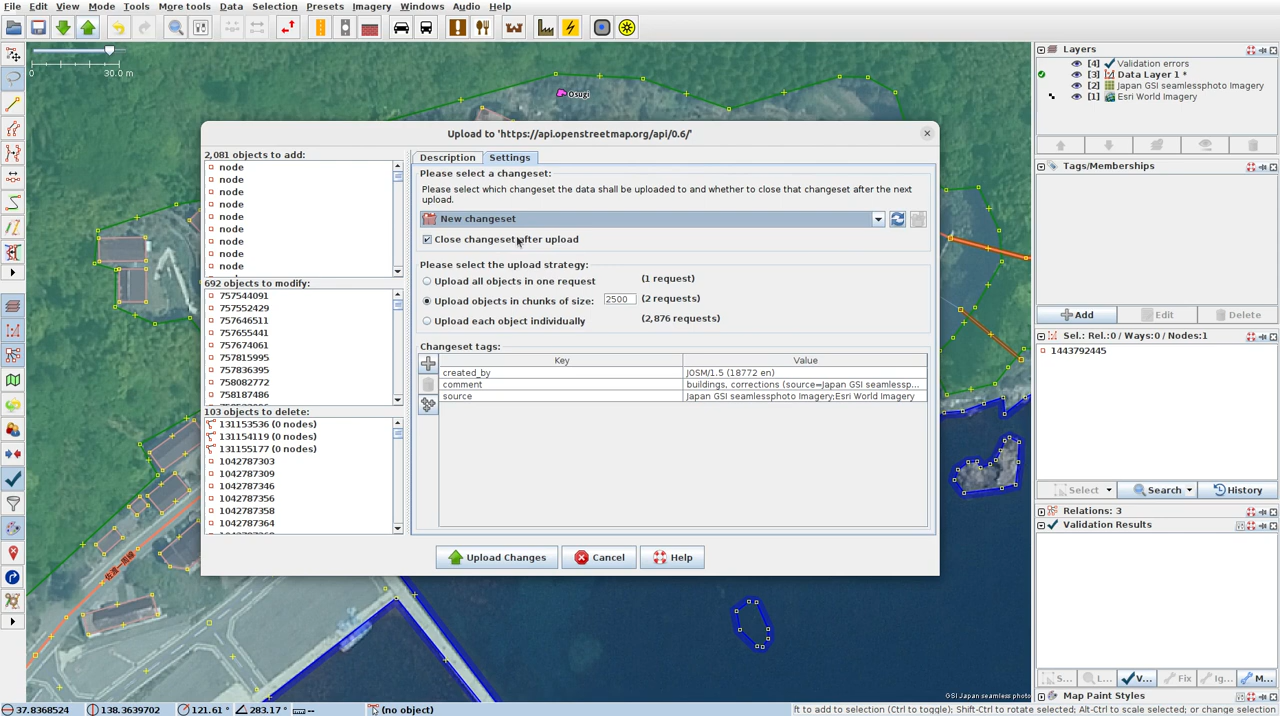 File Edit View Mode Tools More tools Data Selection Presets Imagery Windows Audio Help
0 30.0 m
Osugi
Upload to 'https://api.openstreetmap.org/api/0.6/'
2,081 objects to add:
node
node
node
node
node
node
node
node
node
692 objects to modify:
757544091
757552429
757646511
757655441
757674061
757815995
757836395
758082772
758187486
103 objects to delete:
131153536 (0 nodes)
131154119 (0 nodes)
131155177 (0 nodes)
1042787303
1042787309
1042787346
1042787356
1042787358
1042787364
Description Settings
Please select a changeset:
Please select which changeset the data shall be uploaded to and whether to close that changeset after the next
upload.
New changeset
Close changeset after upload
Please select the upload strategy:
Upload all objects in one request (1 request)
Upload objects in chunks of size: 2500 (2 requests)
Upload each object individually (2,876 requests)
Changeset tags:
Key Value
created_by JOSM/1.5 (18772 en)
comment buildings, corrections (source=Japan GSI seamlessp...
source Japan GSI seamlessphoto Imagery;Esri World Imagery
Upload Changes Cancel Help
Layers
[4] Validation errors
[3] Data Layer 1 *
[2] Japan GSI seamlessphoto Imagery
[1] Esri World Imagery
Tags/Memberships
Add Edit Delete
Sel.: Rel.:0 / Ways:0 / Nodes:1
1443792445
Select Search History
Relations: 3
Validation Results
S... L... V... Fix Ig... M...
Map Paint Styles
GSI Japan seamless photo
37.8368524 138.3639702 121.61 ° 283.17 ° -- (no object)
ft to add to selection (Ctrl to toggle); Shift-Ctrl to rotate selected; Alt-Ctrl to scale selected; or change selection